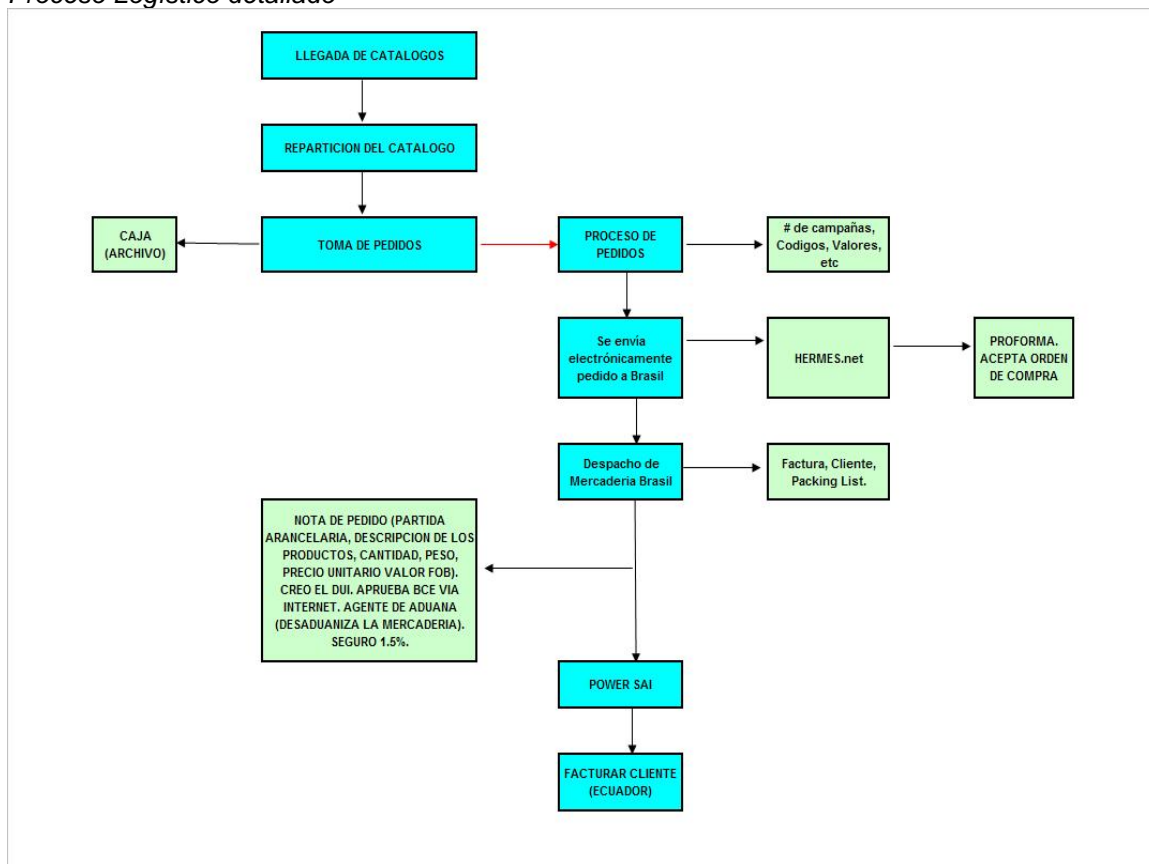 Proceso Logístico detallado
LLEGADA DE CATALOGOS
REPARTICION DEL CATALOGO
CAJA
(ARCHIVO)
TOMA DE PEDIDOS
PROCESO DE
PEDIDOS
# de campañas,
Codigos, Valores,
etc
Se envía
electrónicamente
pedido a Brasil
HERMES.net
PROFORMA.
ACEPTA ORDEN
DE COMPRA
Despacho de
Mercaderia Brasil
Factura, Cliente,
Packing List.
NOTA DE PEDIDO (PARTIDA
ARANCELARIA, DESCRIPCION DE LOS
PRODUCTOS, CANTIDAD, PESO,
PRECIO UNITARIO VALOR FOB).
CREO EL DUI. APRUEBA BCE VIA
INTERNET. AGENTE DE ADUANA
(DESADUANIZA LA MERCADERIA).
SEGURO 1.5%.
POWER SAI
FACTURAR CLIENTE
(ECUADOR)